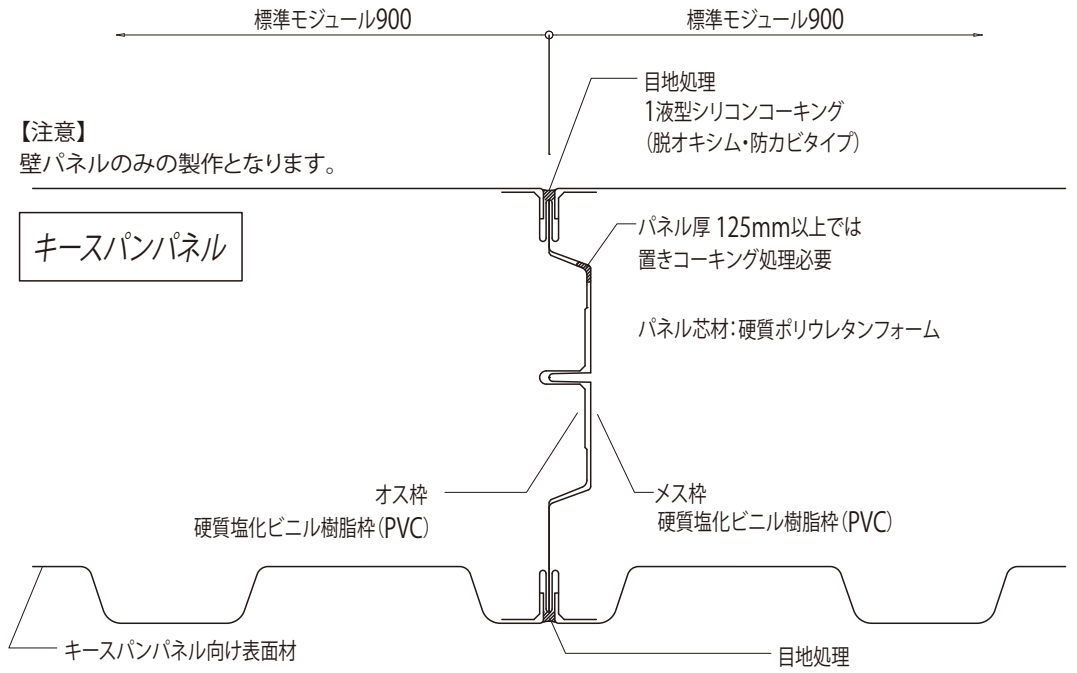 標準モジュール900
標準モジュール900
目地処理
1液型シリコンコーキング
(脱オキシム・防カビタイプ)
【注意】
壁パネルのみの製作となります。
キースパンパネル
パネル厚 125mm以上では
置きコーキング処理必要
パネル芯材:硬質ポリウレタンフォーム
オス枠
硬質塩化ビニル樹脂枠(PVC)
メス枠
硬質塩化ビニル樹脂枠(PVC)
キースパンパネル向け表面材
目地処理